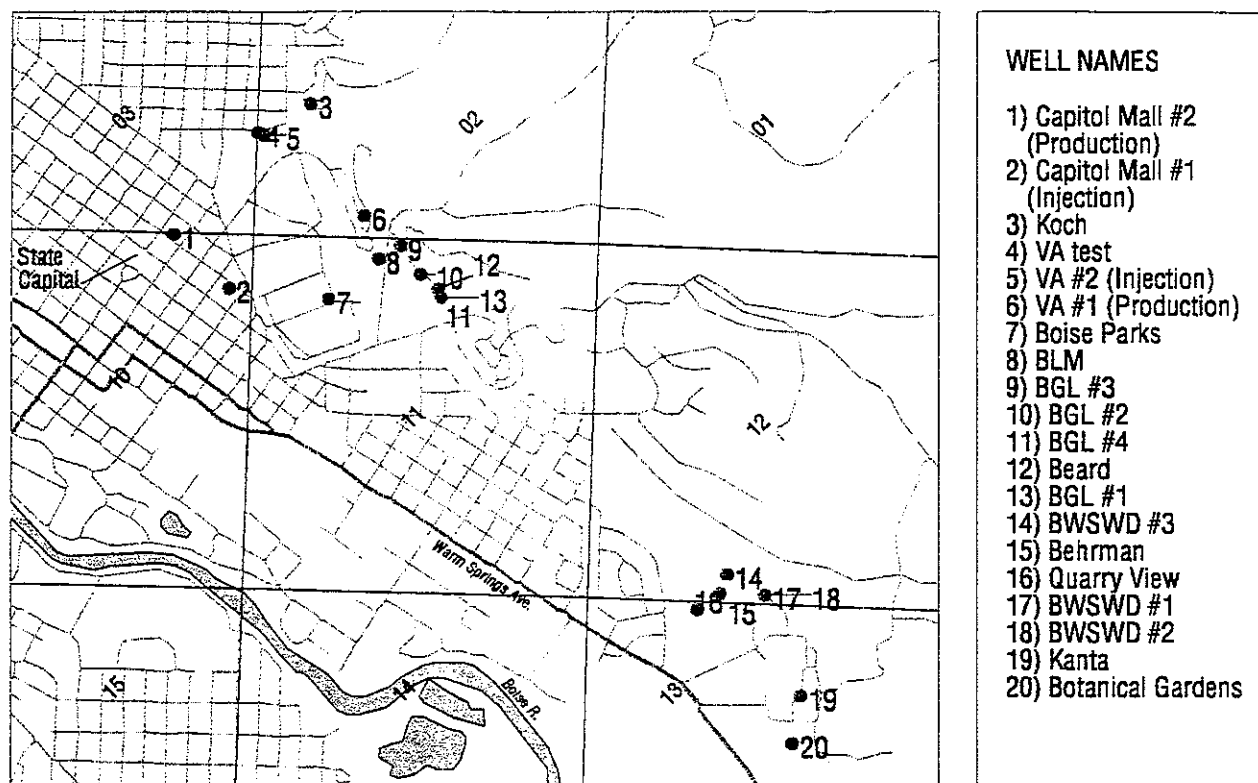 03
02
01
3
4
5
6
1
9
8
10
12
State
Capital
2
7
11
13
10
11
12
Warm Springs Ave.
14
16
15
17
18
15
14
Boise R.
13
19
20
WELL NAMES
1) Capitol Mall #2
(Production)
2) Capitol Mall #1
(Injection)
3) Koch
4) VA test
5) VA #2 (Injection)
6) VA #1 (Production)
7) Boise Parks
8) BLM
9) BGL #3
10) BGL #2
11) BGL #4
12) Beard
13) BGL #1
14) BWSWD #3
15) Behrman
16) Quarry View
17) BWSWD #1
18) BWSWD #2
19) Kanta
20) Botanical Gardens